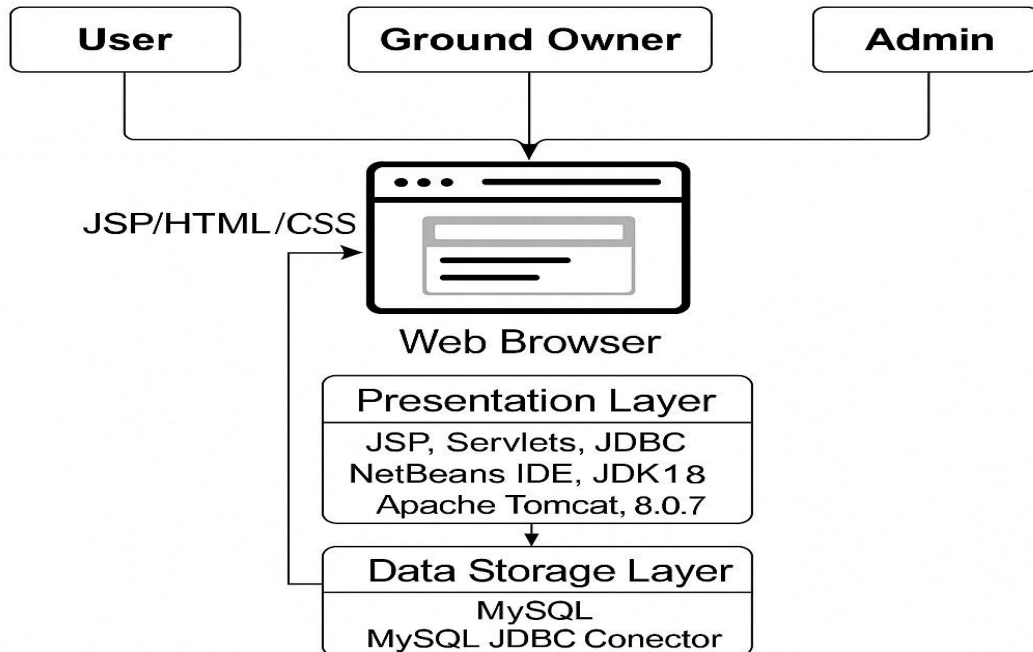 User
Ground Owner
Admin
JSP/HTML/CSS
Web Browser
Presentation Layer
JSP, Servlets, JDBC
NetBeans IDE, JDK18
Apache Tomcat, 8.0.7
Data Storage Layer
MySQL
MySQL JDBC Conector